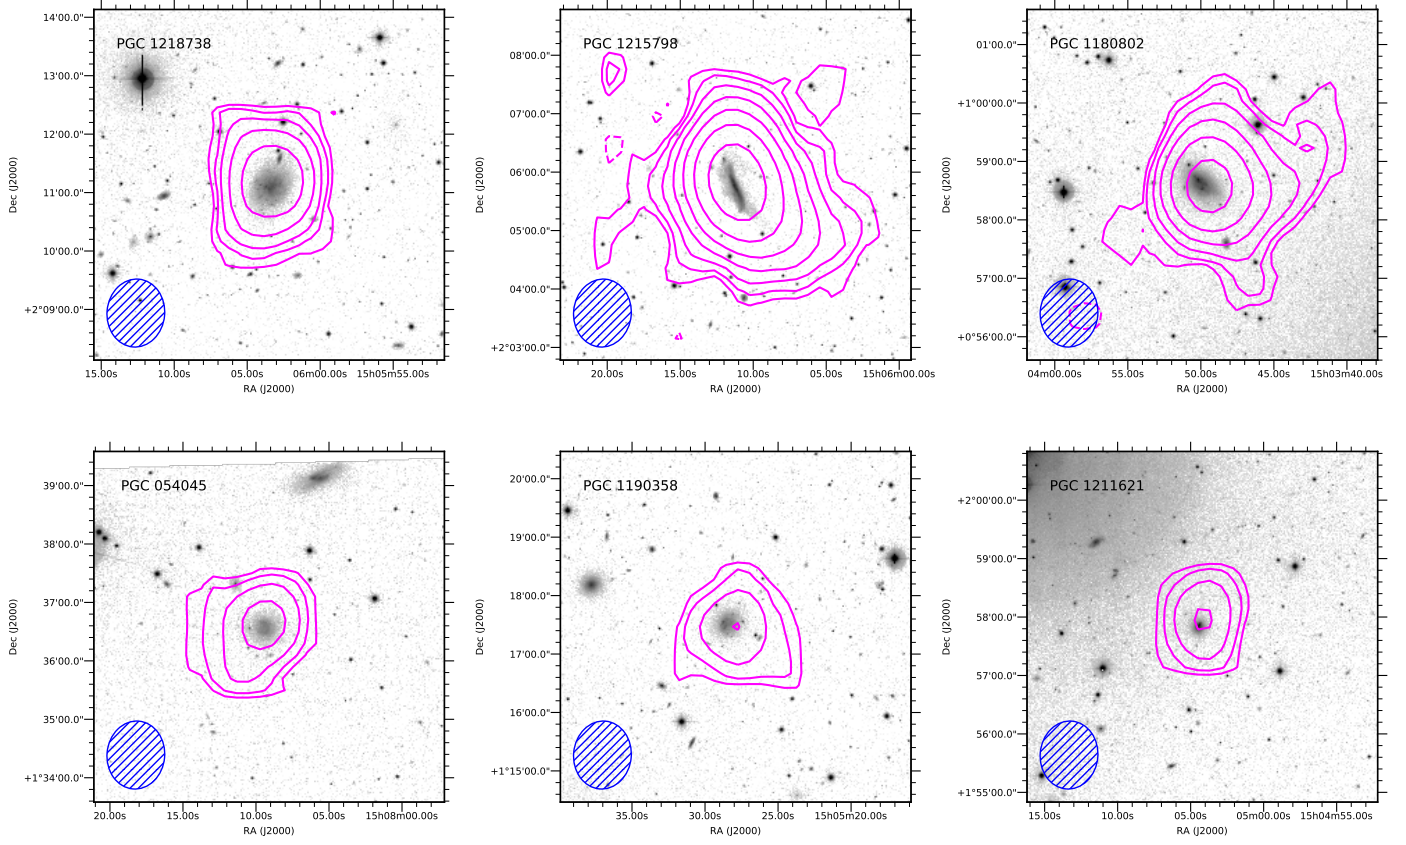 PGC 1218738
14'00.0"
13'00.0"
12'00.0"
11'00.0"
10'00.0"
+2°09'00.0"
Dec (J2000)
15.00s 10.00s 05.00s 06m00.00s 15h05m55.00s
RA (J2000)
PGC 1215798
08'00.0"
07'00.0"
06'00.0"
05'00.0"
04'00.0"
+2°03'00.0"
Dec (J2000)
20.00s 15.00s 10.00s 05.00s 15h06m00.00s
RA (J2000)
PGC 1180802
01'00.0"
+1°00'00.0"
59'00.0"
58'00.0"
57'00.0"
+0°56'00.0"
Dec (J2000)
04m00.00s 55.00s 50.00s 45.00s 15h03m40.00s
RA (J2000)
PGC 054045
39'00.0"
38'00.0"
37'00.0"
36'00.0"
35'00.0"
+1°34'00.0"
Dec (J2000)
20.00s 15.00s 10.00s 05.00s 15h08m00.00s
RA (J2000)
PGC 1190358
20'00.0"
19'00.0"
18'00.0"
17'00.0"
16'00.0"
+1°15'00.0"
Dec (J2000)
35.00s 30.00s 25.00s 15h05m20.00s
RA (J2000)
PGC 1211621
+2°00'00.0"
59'00.0"
58'00.0"
57'00.0"
56'00.0"
+1°55'00.0"
Dec (J2000)
15.00s 10.00s 05.00s 05m00.00s 15h04m55.00s
RA (J2000)